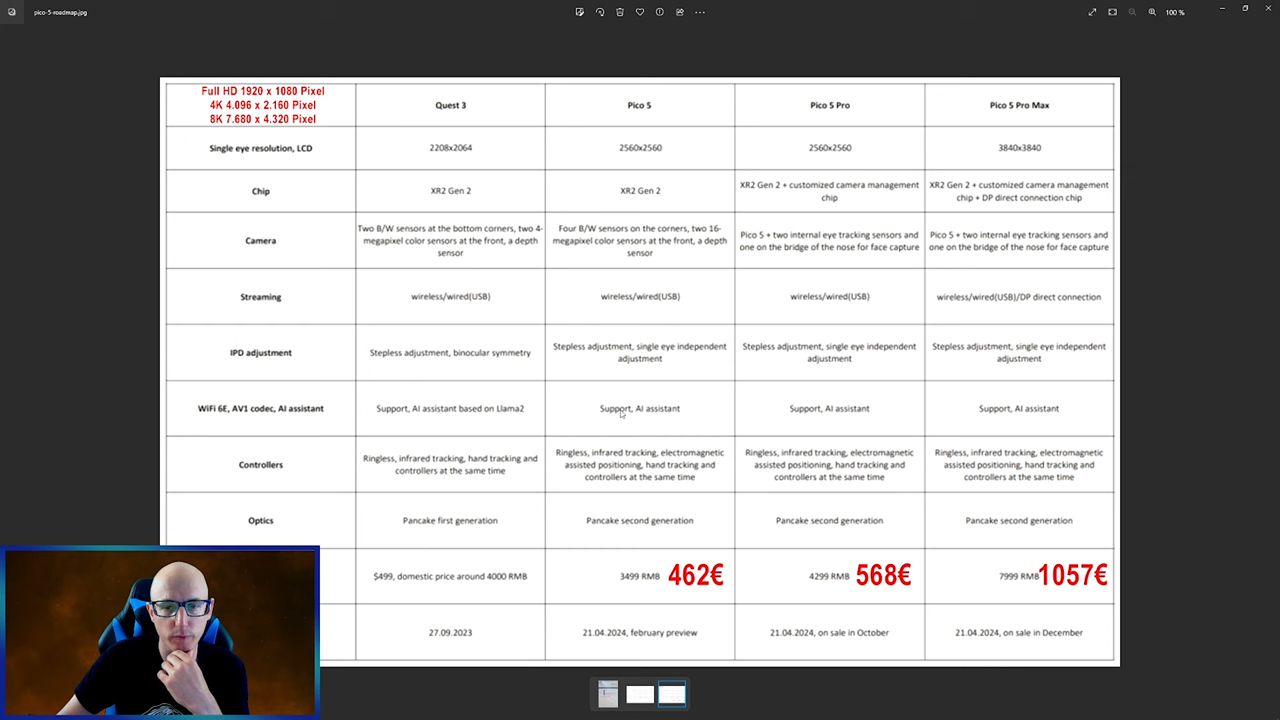 pico-5-roadmap.jpg
100 %
Full HD 1920 x 1080 Pixel
4K 4.096 x 2.160 Pixel
8K 7.680 x 4.320 Pixel
Quest 3
Pico 5
Pico 5 Pro
Pico 5 Pro Max
Single eye resolution, LCD
2208x2064
2560x2560
2560x2560
3840x3840
Chip
XR2 Gen 2
XR2 Gen 2
XR2 Gen 2 + customized camera management
chip
XR2 Gen 2 + customized camera management
chip + DP direct connection chip
Camera
Two B/W sensors at the bottom corners, two 4-
megapixel color sensors at the front, a depth
sensor
Four B/W sensors on the corners, two 16-
megapixel color sensors at the front, a depth
sensor
Pico 5 + two internal eye tracking sensors and
one on the bridge of the nose for face capture
Pico 5 + two internal eye tracking sensors and
one on the bridge of the nose for face capture
Streaming
wireless/wired(USB)
wireless/wired(USB)
wireless/wired(USB)
wireless/wired(USB)/DP direct connection
IPD adjustment
Stepless adjustment, binocular symmetry
Stepless adjustment, single eye independent
adjustment
Stepless adjustment, single eye independent
adjustment
Stepless adjustment, single eye independent
adjustment
WiFi 6E, AV1 codec, AI assistant
Support, AI assistant based on Llama2
Support, AI assistant
Support, AI assistant
Support, AI assistant
Controllers
Ringless, infrared tracking, hand tracking and
controllers at the same time
Ringless, infrared tracking, electromagnetic
assisted positioning, hand tracking and
controllers at the same time
Ringless, infrared tracking, electromagnetic
assisted positioning, hand tracking and
controllers at the same time
Ringless, infrared tracking, electromagnetic
assisted positioning, hand tracking and
controllers at the same time
Optics
Pancake first generation
Pancake second generation
Pancake second generation
Pancake second generation
$499, domestic price around 4000 RMB
3499 RMB 462€
4299 RMB 568€
7999 RMB 1057€
27.09.2023
21.04.2024, february preview
21.04.2024, on sale in October
21.04.2024, on sale in December